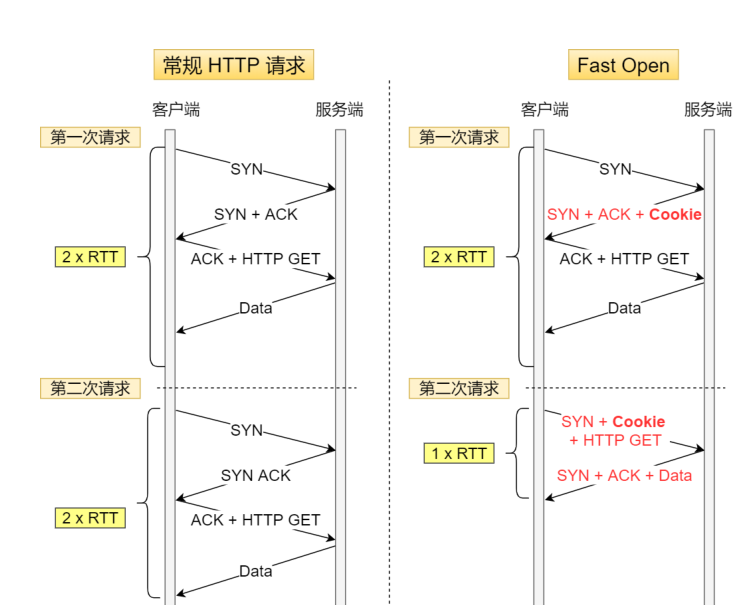 常规 HTTP 请求
客户端
服务端
第一次请求
SYN
SYN + ACK
2 x RTT
ACK + HTTP GET
Data
第二次请求
SYN
SYN ACK
2 x RTT
ACK + HTTP GET
Data
Fast Open
客户端
服务端
第一次请求
SYN
SYN + ACK + Cookie
2 x RTT
ACK + HTTP GET
Data
第二次请求
SYN + Cookie
+ HTTP GET
1 x RTT
SYN + ACK + Data